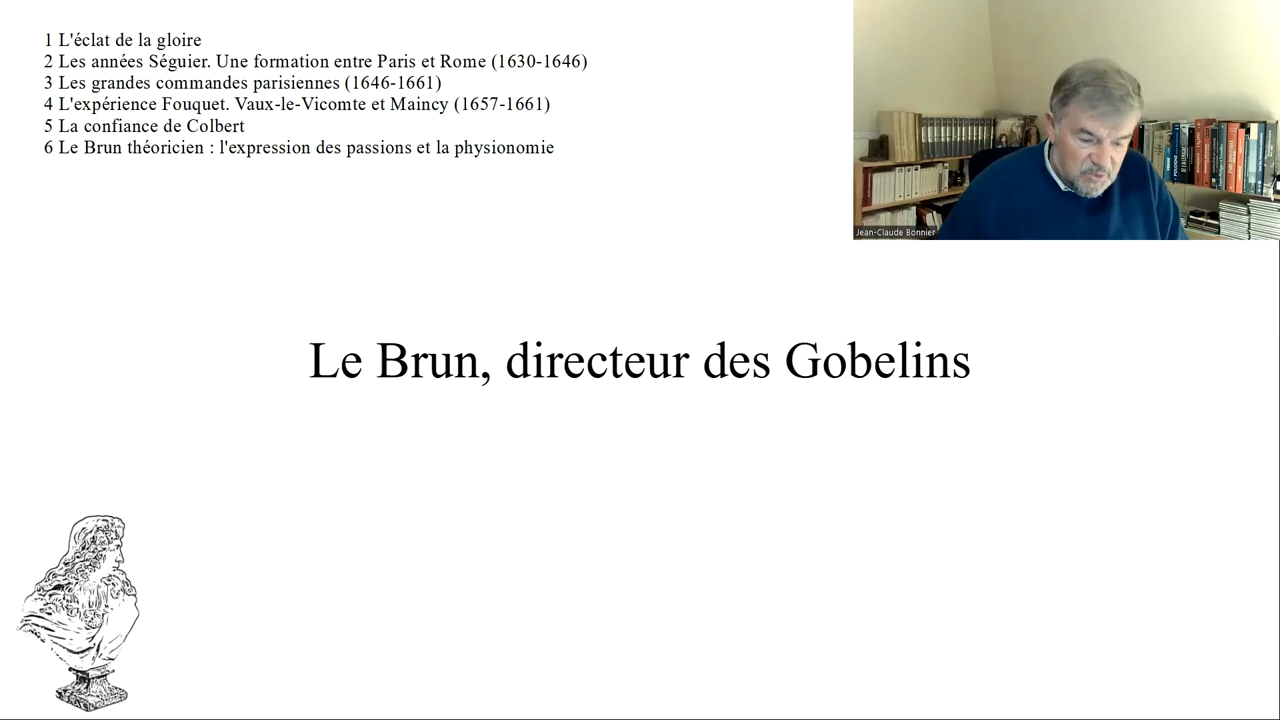 1 L'éclat de la gloire
2 Les années Séguier. Une formation entre Paris et Rome (1630-1646)
3 Les grandes commandes parisiennes (1646-1661)
4 L'expérience Fouquet. Vaux-le-Vicomte et Maincy (1657-1661)
5 La confiance de Colbert
6 Le Brun théoricien : l'expression des passions et la physionomie
Jean-Claude Bonnier
Le Brun, directeur des Gobelins